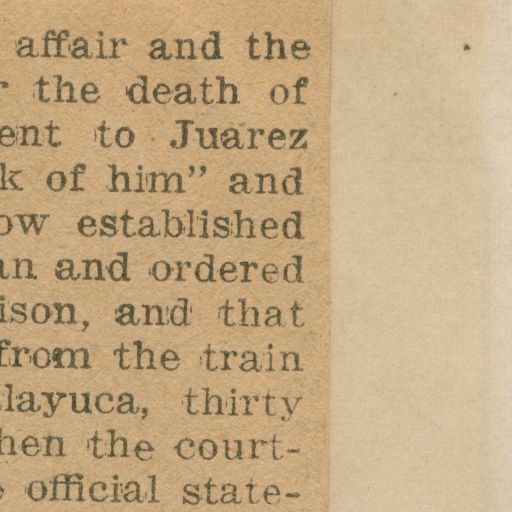 affair and the
the death of
ent to Juarez
k of him" and
ow established
an and ordered
ison, and that
from the train
layuca, thirty
hen the court-
official state-